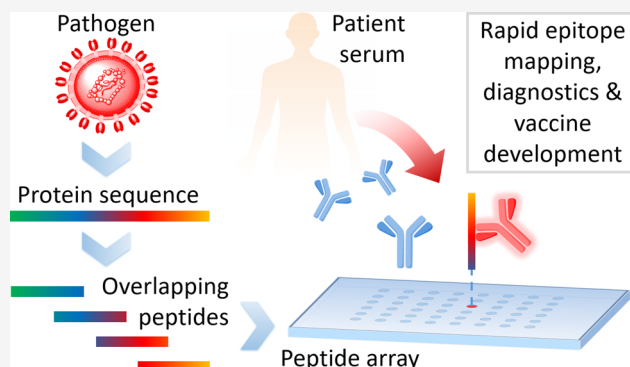 Pathogen
Protein sequence
Overlapping
peptides
Patient
serum
Peptide array
Rapid epitope
mapping,
diagnostics &
vaccine
development